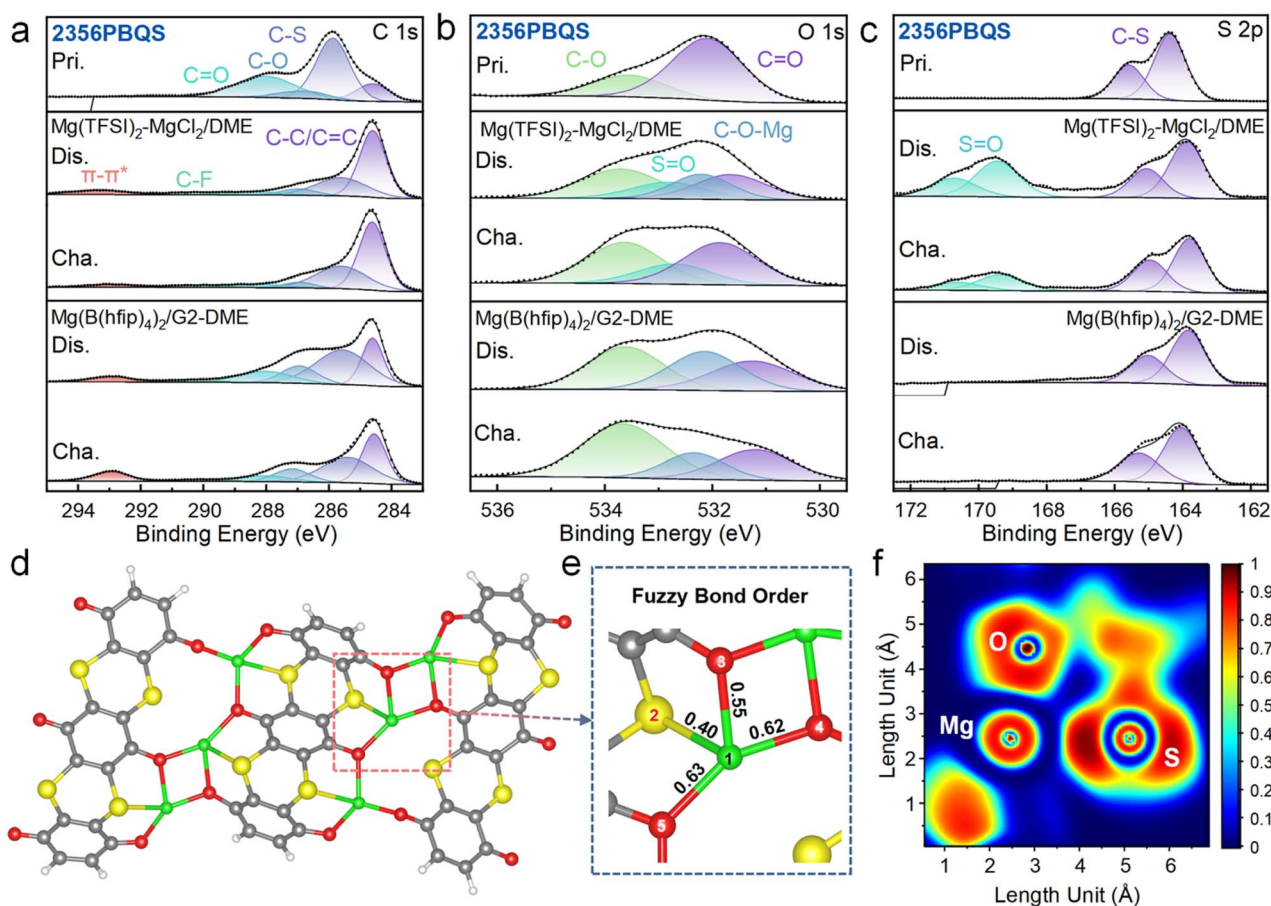 a
2356PBQS
C 1s
Pri.
C=O
C-O
C-S
Mg(TFSI)₂-MgCl₂/DME
Dis.
C-C/C=C
π-π*
C-F
Cha.
Mg(B(hfip)₄)₂/G2-DME
Dis.
Cha.
294 292 290 288 286 284
Binding Energy (eV)
b
2356PBQS
O 1s
Pri.
C-O
C=O
Mg(TFSI)₂-MgCl₂/DME
Dis.
S=O
C-O-Mg
Cha.
Mg(B(hfip)₄)₂/G2-DME
Dis.
Cha.
536 534 532 530
Binding Energy (eV)
c
2356PBQS
S 2p
Pri.
C-S
Mg(TFSI)₂-MgCl₂/DME
Dis.
S=O
Cha.
Mg(B(hfip)₄)₂/G2-DME
Dis.
Cha.
172 170 168 166 164 162
Binding Energy (eV)
d
e
Fuzzy Bond Order
3
2
0.55
0.40
0.62
4
1
0.63
5
f
6
5
4
3
2
1
Length Unit (Å)
O
Mg
S
1 2 3 4 5 6
Length Unit (Å)
1
0.9
0.8
0.7
0.6
0.5
0.4
0.3
0.2
0.1
0